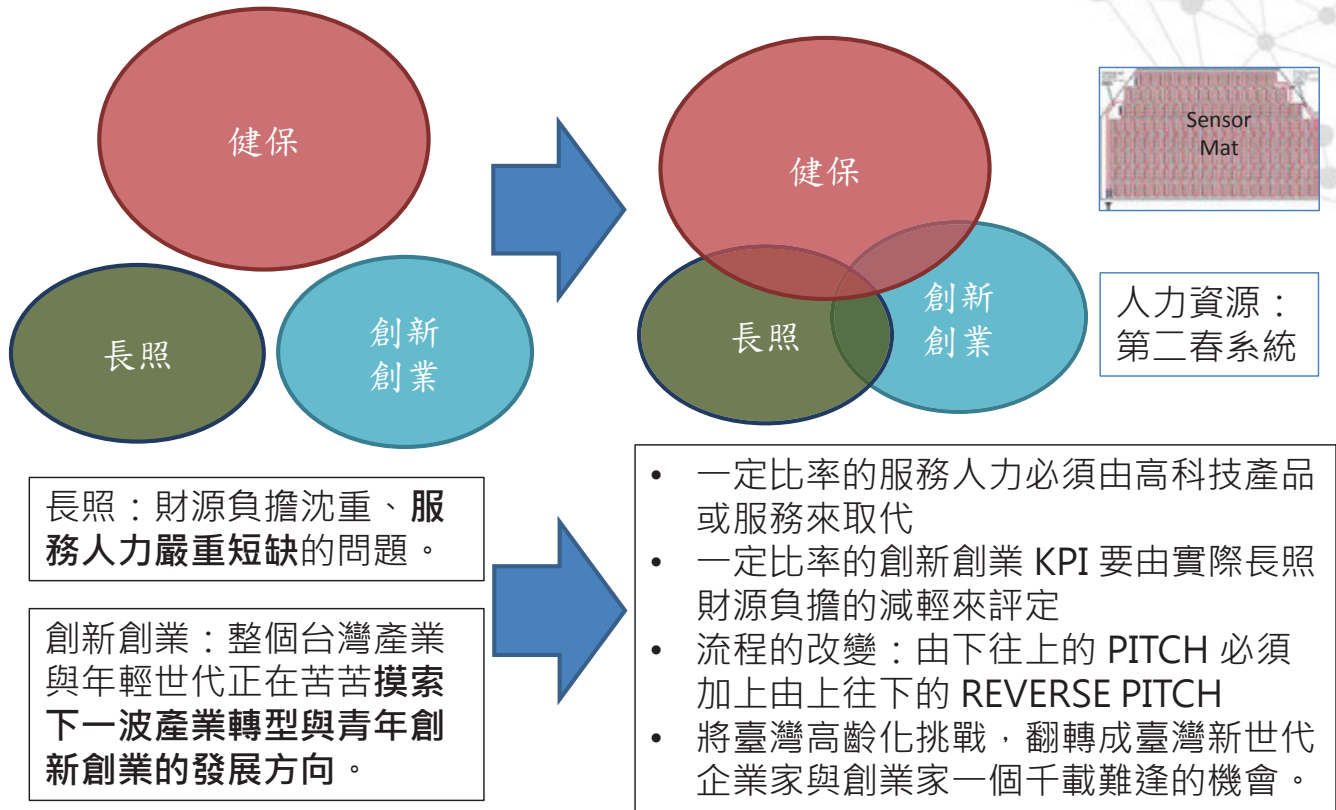 健保
長照
創新
創業
健保
長照
創新
創業
Sensor
Mat
人力資源：
第二春系統
長照：財源負擔沈重、服
務人力嚴重短缺的問題。
創新創業：整個台灣產業
與年輕世代正在苦苦摸索
下一波產業轉型與青年創
新創業的發展方向。
• 一定比率的服務人力必須由高科技產品
或服務來取代
• 一定比率的創新創業 KPI 要由實際長照
財源負擔的減輕來評定
• 流程的改變：由下往上的 PITCH 必須
加上由上往下的 REVERSE PITCH
• 將臺灣高齡化挑戰，翻轉成臺灣新世代
企業家與創業家一個千載難逢的機會。